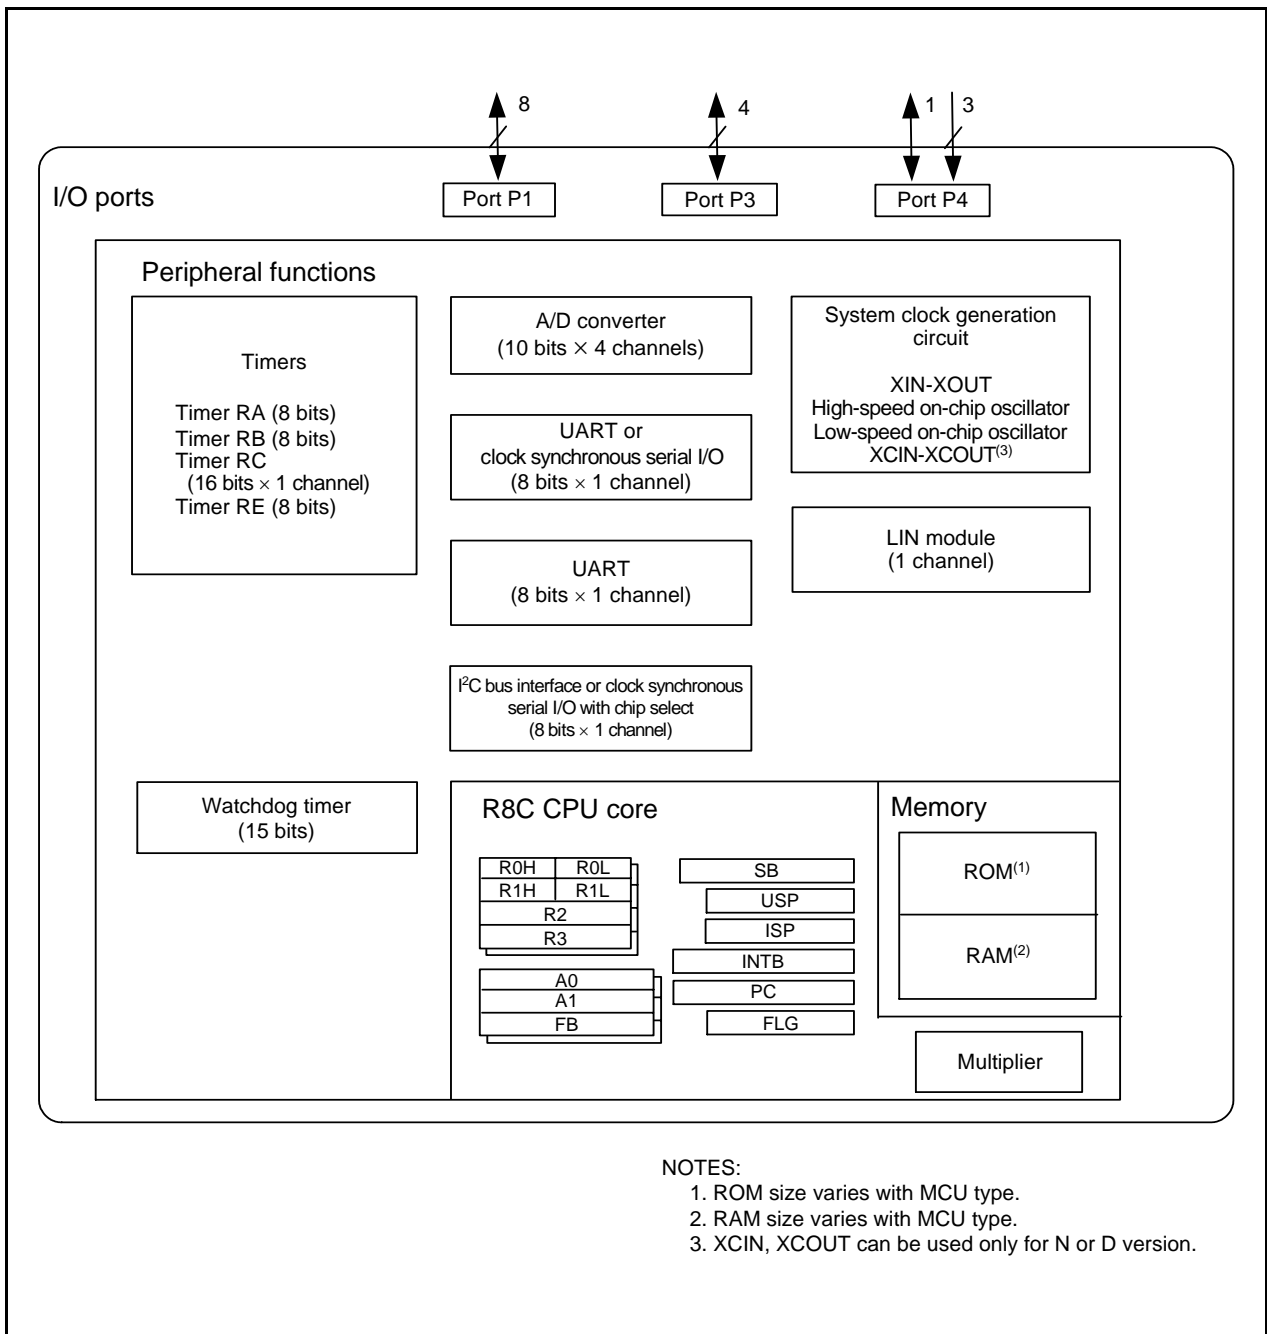 8
4
1
3
I/O ports
Port P1
Port P3
Port P4
Peripheral functions
Timers
Timer RA (8 bits)
Timer RB (8 bits)
Timer RC
(16 bits × 1 channel)
Timer RE (8 bits)
A/D converter
(10 bits × 4 channels)
System clock generation
circuit
XIN-XOUT
High-speed on-chip oscillator
Low-speed on-chip oscillator
XCIN-XCOUT(3)
UART or
clock synchronous serial I/O
(8 bits × 1 channel)
LIN module
(1 channel)
UART
(8 bits × 1 channel)
I²C bus interface or clock synchronous
serial I/O with chip select
(8 bits × 1 channel)
Watchdog timer
(15 bits)
R8C CPU core
R0H
R0L
R1H
R1L
R2
R3
A0
A1
FB
SB
USP
ISP
INTB
PC
FLG
Memory
ROM(1)
RAM(2)
Multiplier
NOTES:
1. ROM size varies with MCU type.
2. RAM size varies with MCU type.
3. XCIN, XCOUT can be used only for N or D version.